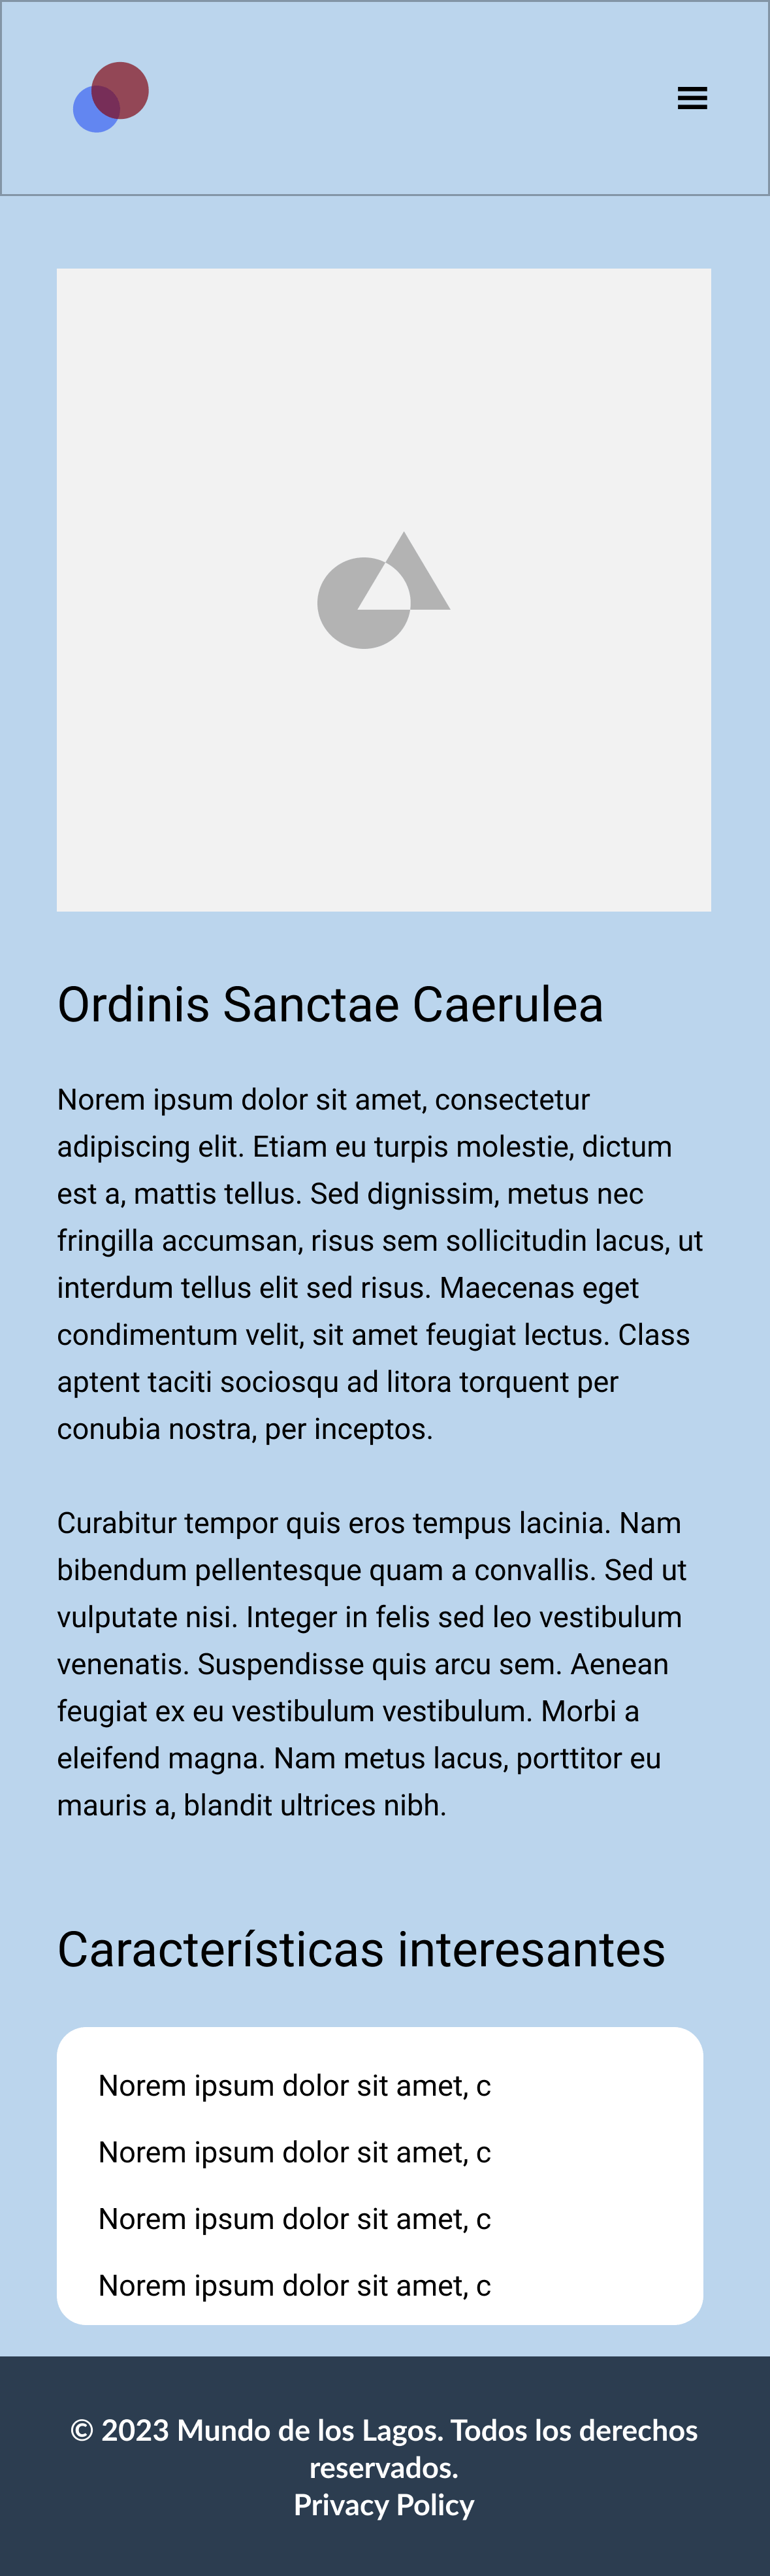 Ordinis Sanctae Caerulea
Norem ipsum dolor sit amet, consectetur
adipiscing elit. Etiam eu turpis molestie, dictum
est a, mattis tellus. Sed dignissim, metus nec
fringilla accumsan, risus sem sollicitudin lacus, ut
interdum tellus elit sed risus. Maecenas eget
condimentum velit, sit amet feugiat lectus. Class
aptent taciti sociosqu ad litora torquent per
conubia nostra, per inceptos.
Curabitur tempor quis eros tempus lacinia. Nam
bibendum pellentesque quam a convallis. Sed ut
vulputate nisi. Integer in felis sed leo vestibulum
venenatis. Suspendisse quis arcu sem. Aenean
feugiat ex eu vestibulum vestibulum. Morbi a
eleifend magna. Nam metus lacus, porttitor eu
mauris a, blandit ultrices nibh.
Características interesantes
Norem ipsum dolor sit amet, c
Norem ipsum dolor sit amet, c
Norem ipsum dolor sit amet, c
Norem ipsum dolor sit amet, c
© 2023 Mundo de los Lagos. Todos los derechos
reservados.
Privacy Policy